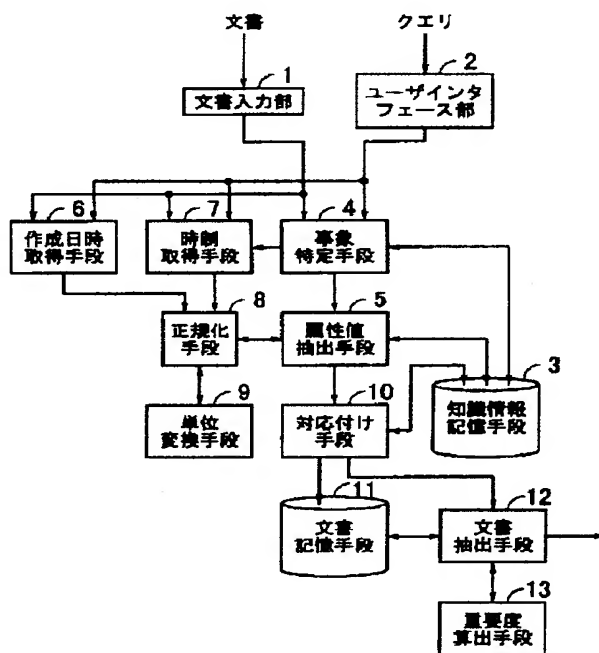 文書
クエリ
1
文書入力部
2
ユーザインタ
フェース部
6
作成日時
取得手段
7
時制
取得手段
4
事象
特定手段
8
正規化
手段
5
属性値
抽出手段
3
知識情報
記憶手段
9
単位
変換手段
10
対応付け
手段
11
文書
記憶手段
12
文書
抽出手段
13
重要度
算出手段